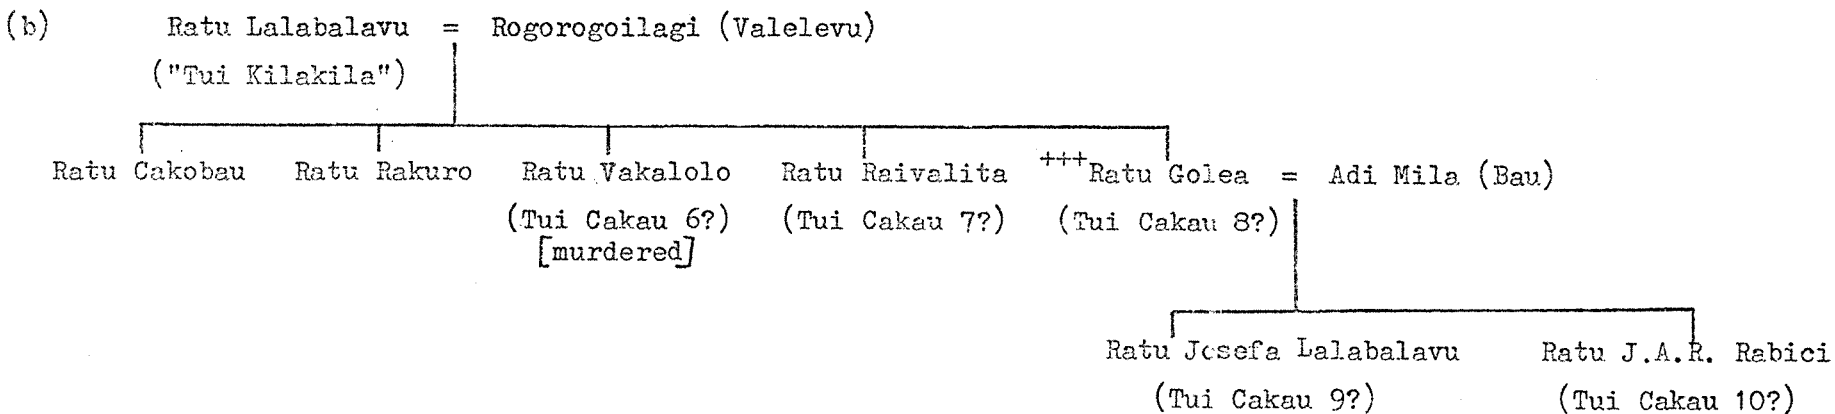 (b) Ratu Lalabalavu = Rogorogoilagi (Valelevu)
("Tui Kilakila")
Ratu Cakobau Ratu Rakuro Ratu Vakalolo Ratu Raivalita +++Ratu Golea = Adi Mila (Bau)
(Tui Cakau 6?) (Tui Cakau 7?) (Tui Cakau 8?)
[murdered]
Ratu Josefa Lalabalavu Ratu J.A.R. Rabici
(Tui Cakau 9?) (Tui Cakau 10?)